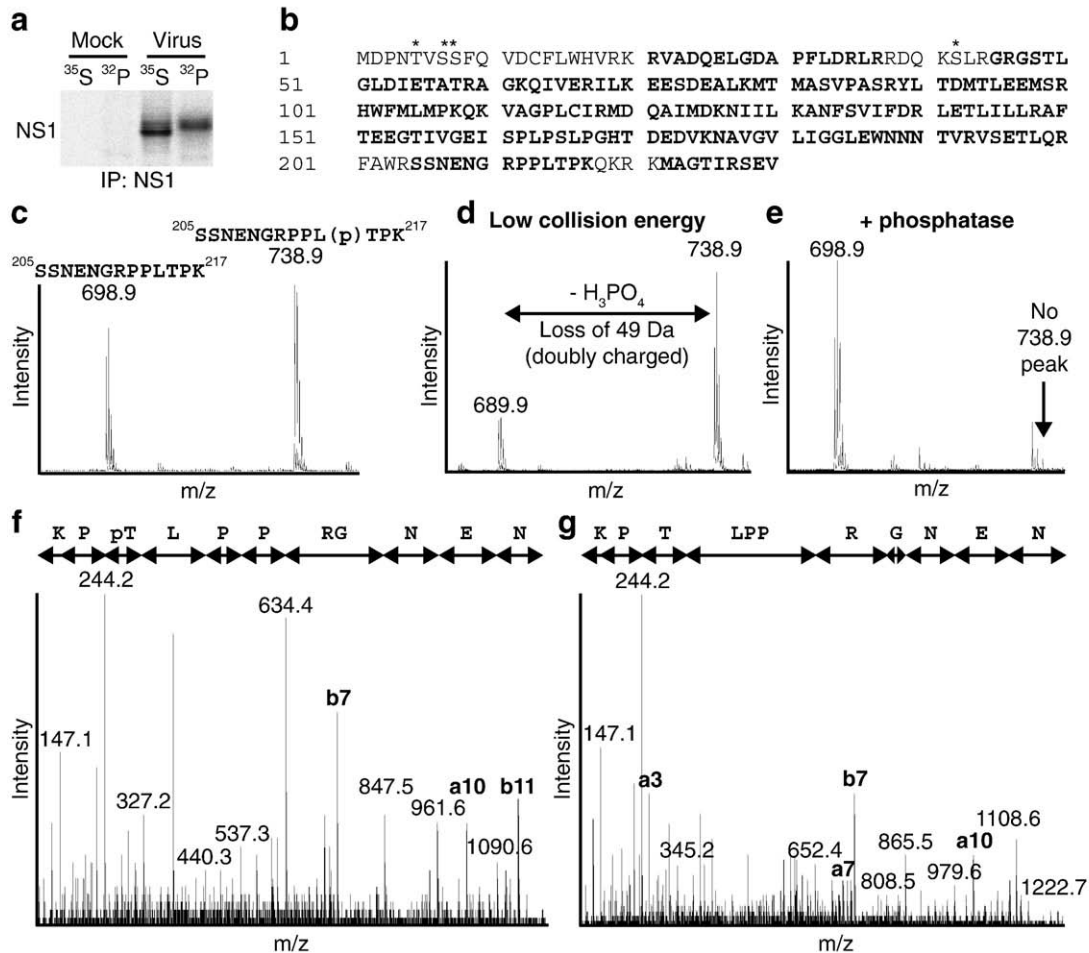 a
Mock Virus
35S 32P 35S 32P
NS1
IP: NS1
b
* ** *
1 MDPNTVSSFQ VDCFLWHVRK RVADQELGDA PFLDRLRRDQ KSLRGRGSTL
51 GLDIETATRA GKQIVERILK EESDEALKMT MASVPASRYL TDMTLEEMSR
101 HWFMLMPKQK VAGPLCIRMD QAIMDKNIIL KANFSVIFDR LETLILLRAF
151 TEEGTIVGEI SPLPSLPGHT DEDVKNAVGV LIGGLEWNNN TVRVSETLQR
201 FAWRSSNENG RPPLTPKQKR KMAGTIRSEV
c
205SSNENGRPPL(p)TPK217
738.9
205SSNENGRPPLTPK217
698.9
Intensity
m/z
d
Low collision energy
738.9
- H3PO4
Loss of 49 Da
(doubly charged)
689.9
Intensity
m/z
e
+ phosphatase
698.9
No
738.9
peak
Intensity
m/z
f
K P pT L P P RG N E N
244.2
634.4
b7
147.1
327.2
440.3
537.3
847.5
a10
961.6
b11
1090.6
Intensity
m/z
g
K P T LPP R G N E N
244.2
147.1
a3
345.2
652.4
a7
b7
808.5
865.5
979.6
a10
1108.6
1222.7
Intensity
m/z